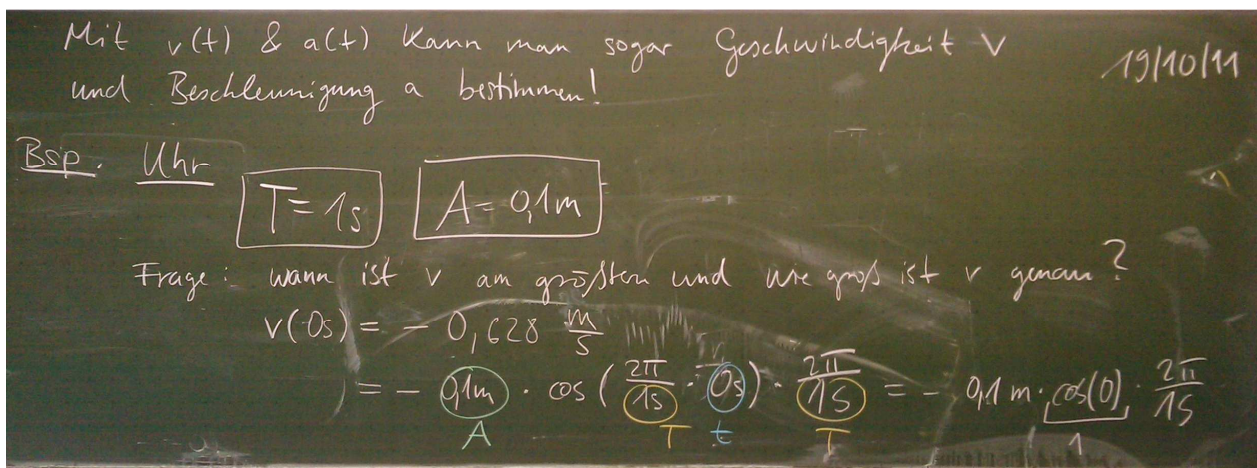 Mit v(t) & a(t) kann man sogar Geschwindigkeit v
19/10/11
und Beschleunigung a bestimmen!
Bsp. Uhr
T = 1s A = 0,1m
Frage: wann ist v am größten und wie groß ist v genau?
v(0s) = - 0,628 m/s
= - 0,1m · cos ( 2π/1s · 0s ) · 2π/1s = - 0,1 m · cos(0) · 2π/1s
A T t T 1